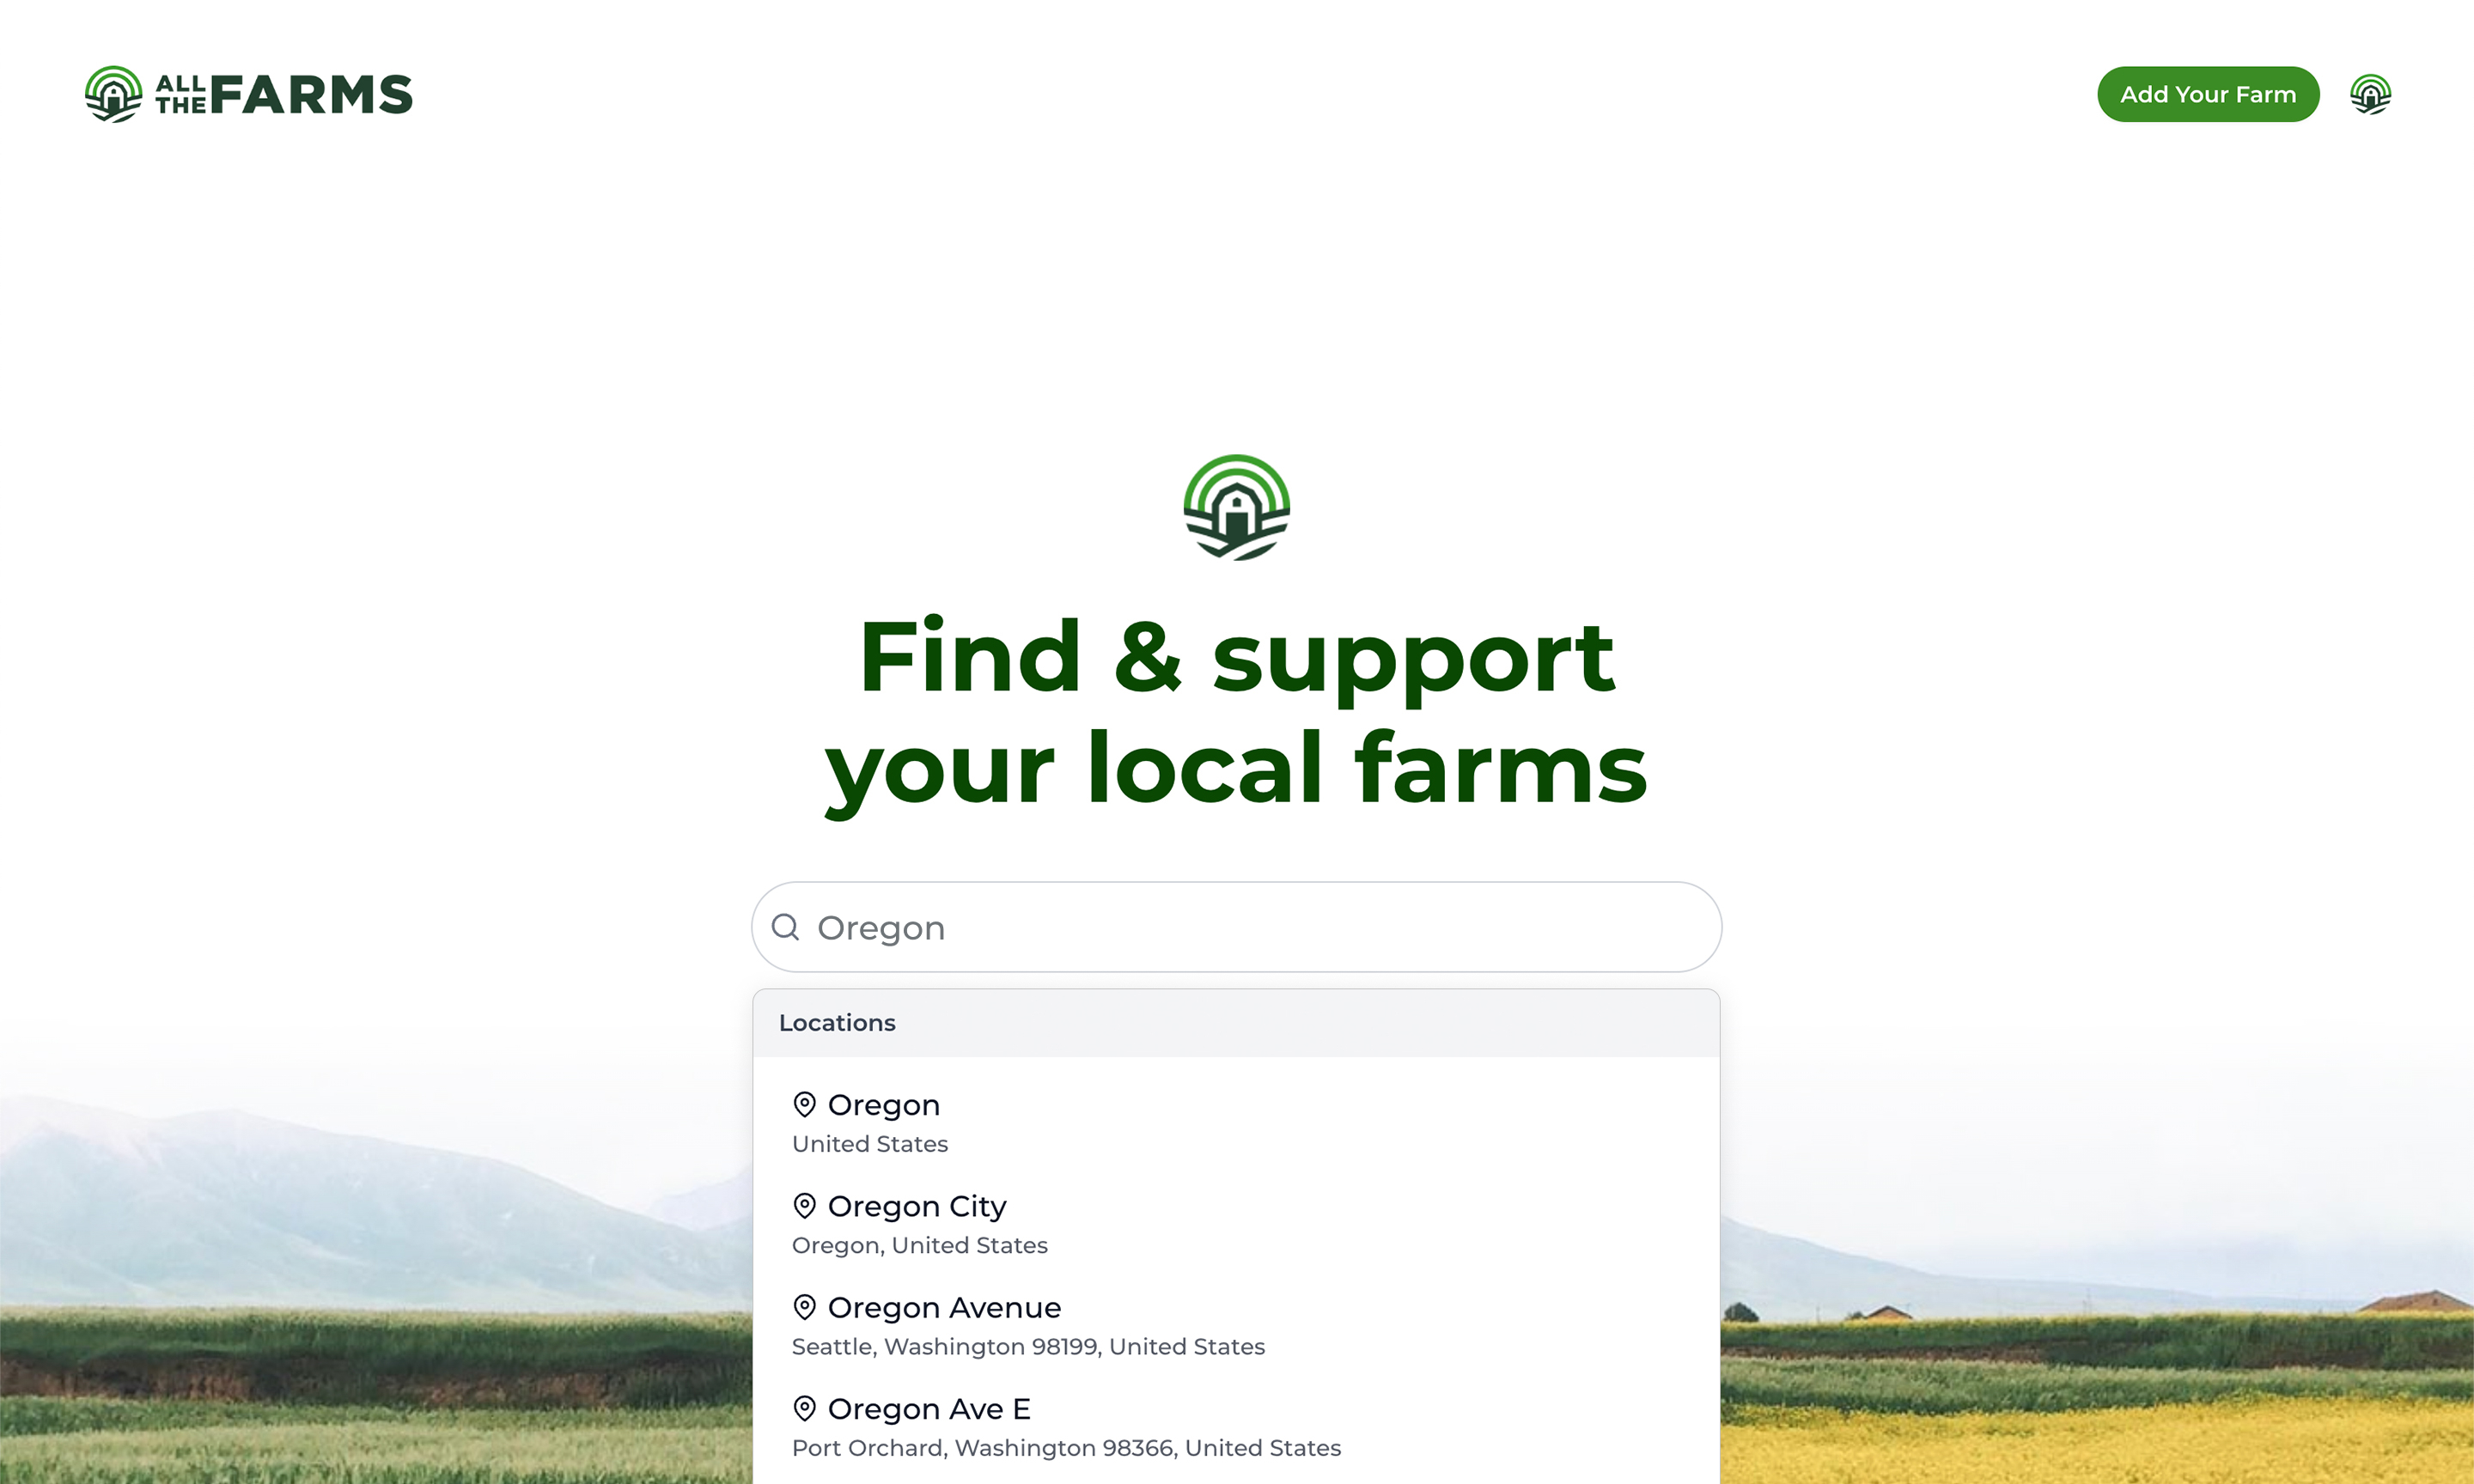 ALL THE FARMS
Add Your Farm
Find & support
your local farms
Oregon
Locations
Oregon
United States
Oregon City
Oregon, United States
Oregon Avenue
Seattle, Washington 98199, United States
Oregon Ave E
Port Orchard, Washington 98366, United States